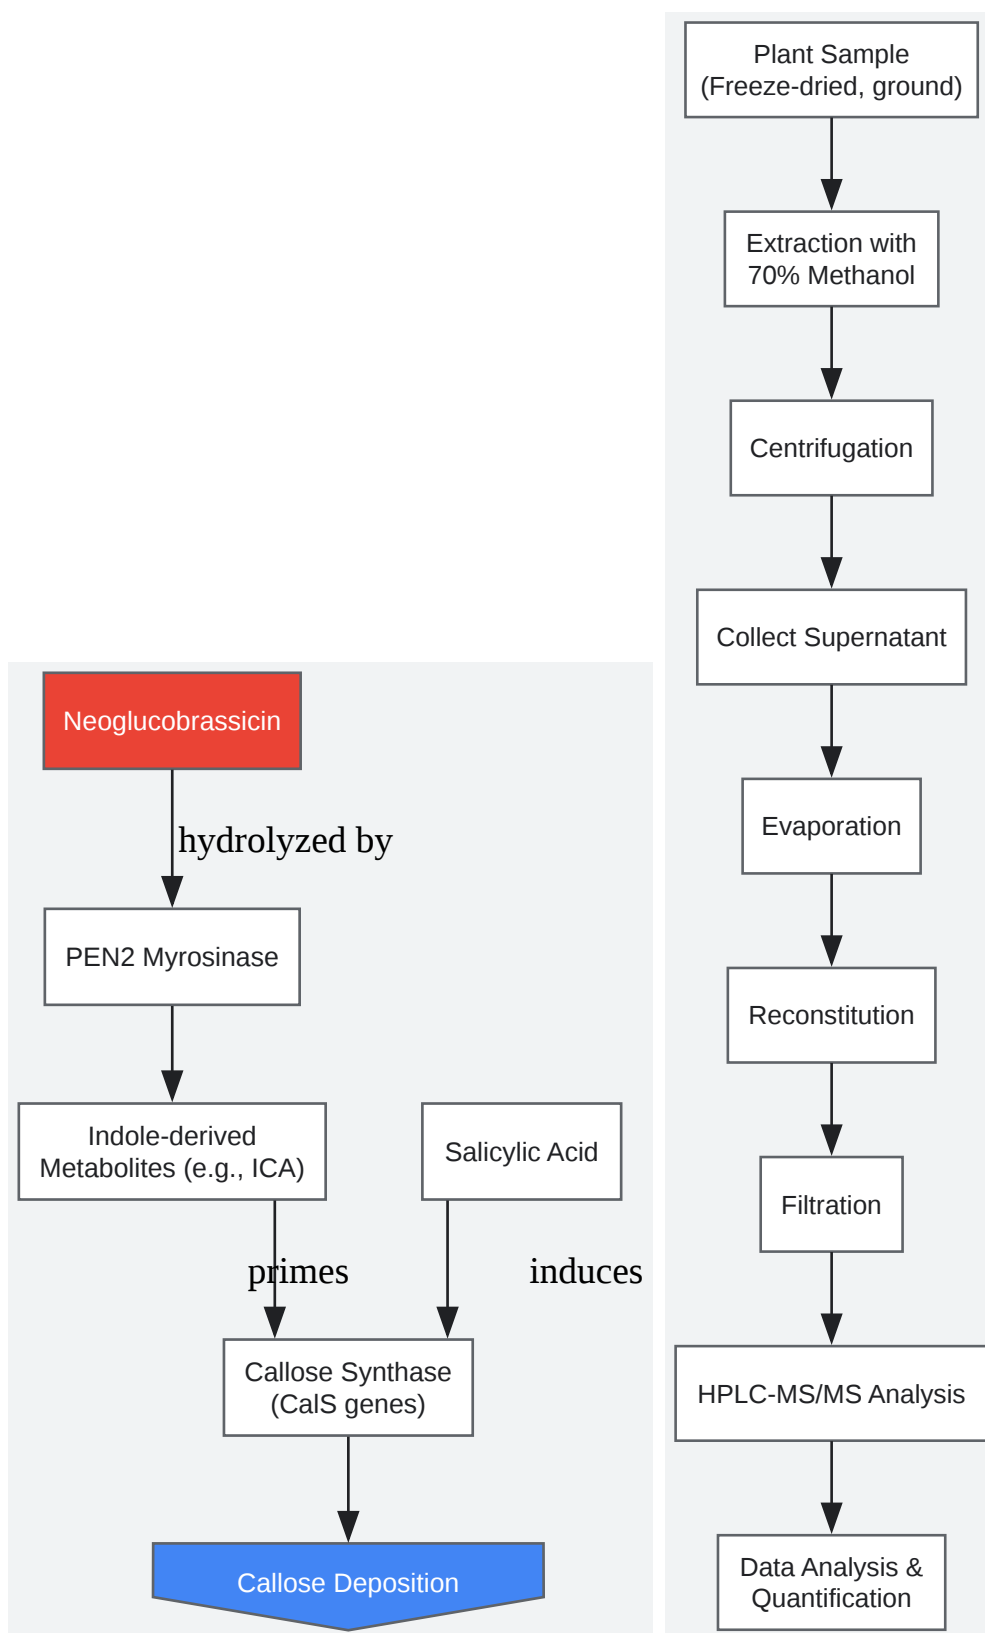 Neoglucobrassicin
hydrolyzed by
PEN2 Myrosinase
Indole-derived
Metabolites (e.g., ICA)
Salicylic Acid
primes
induces
Callose Synthase
(CalS genes)
Callose Deposition
Plant Sample
(Freeze-dried, ground)
Extraction with
70% Methanol
Centrifugation
Collect Supernatant
Evaporation
Reconstitution
Filtration
HPLC-MS/MS Analysis
Data Analysis &
Quantification